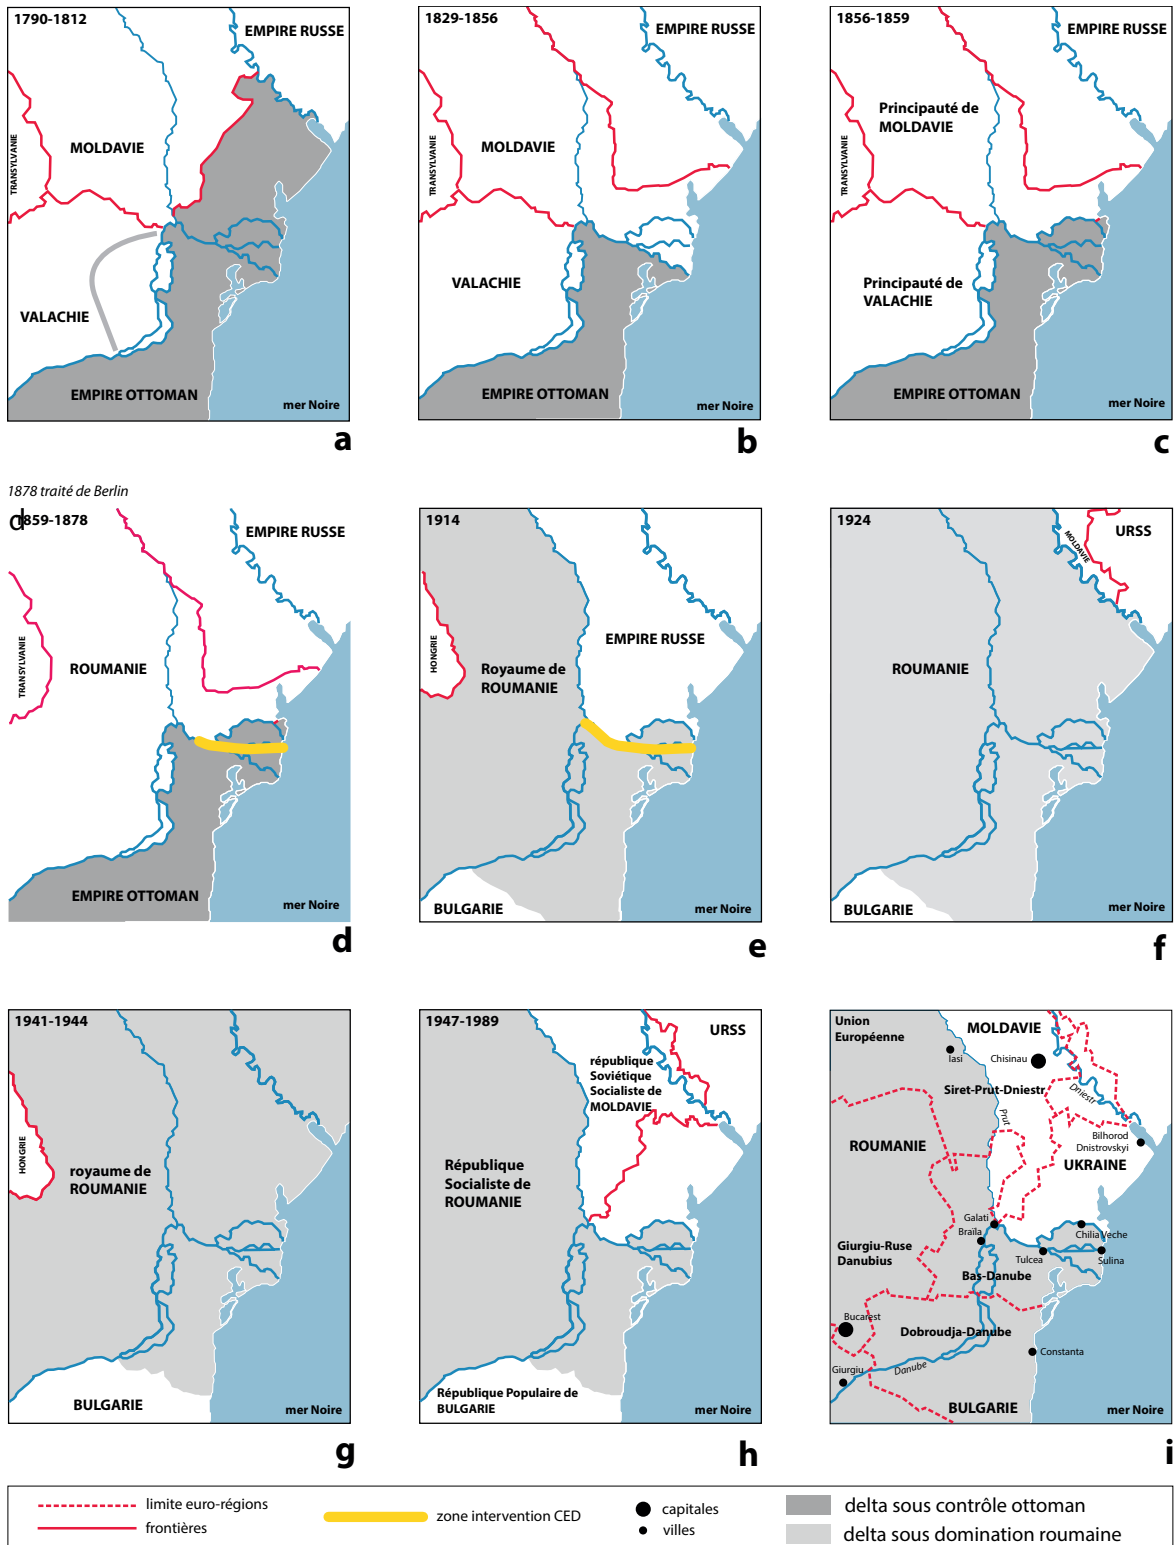 1790-1812
EMPIRE RUSSE
TRANSYLVANIE
MOLDAVIE
VALACHIE
EMPIRE OTTOMAN
mer Noire
a
1829-1856
EMPIRE RUSSE
TRANSYLVANIE
MOLDAVIE
VALACHIE
EMPIRE OTTOMAN
mer Noire
b
1856-1859
EMPIRE RUSSE
Principauté de
MOLDAVIE
TRANSYLVANIE
Principauté de
VALACHIE
EMPIRE OTTOMAN
mer Noire
c
1878 traité de Berlin
d
1859-1878
EMPIRE RUSSE
TRANSYLVANIE
ROUMANIE
EMPIRE OTTOMAN
mer Noire
d
1914
EMPIRE RUSSE
HONGRIE
Royaume de
ROUMANIE
BULGARIE
mer Noire
e
1924
URSS
MOLDAVIE
ROUMANIE
BULGARIE
mer Noire
f
1941-1944
HONGRIE
royaume de
ROUMANIE
BULGARIE
mer Noire
g
1947-1989
URSS
république
Soviétique
Socialiste de
MOLDAVIE
République
Socialiste de
ROUMANIE
République Populaire de
BULGARIE
mer Noire
h
Union
Européenne
MOLDAVIE
Iasi
Chisinau
Siret-Prut-Dniestr
Dniestr
Prut
ROUMANIE
Bilhorod
Dnistrovskyi
UKRAINE
Galati
Braïla
Chilia Veche
Giurgiu-Ruse
Danubius
Tulcea
Sulina
Bas-Danube
Bucarest
Dobroudja-Danube
Constanta
Giurgiu
Danube
BULGARIE
mer Noire
i
limite euro-régions
frontières
zone intervention CED
capitales
villes
delta sous contrôle ottoman
delta sous domination roumaine